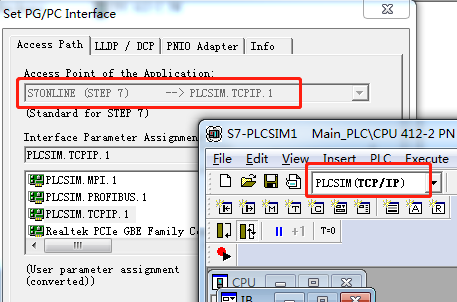 Set PG/PC Interface
Access Path LLDP / DCP PNIO Adapter Info
Access Point of the Application:
S7ONLINE (STEP 7) --> PLCSIM.TCPIP.1
(Standard for STEP 7)
Interface Parameter Assignmen
PLCSIM.TCPIP.1
PLCSIM.MPI.1
PLCSIM.PROFIBUS.1
PLCSIM.TCPIP.1
Realtek PCIe GBE Family Co
(User parameter assignment
(converted))
S7-PLCSIM1 Main_PLC\CPU 412-2 PN
File Edit View Insert PLC Execute
PLCSIM(TCP/IP)
+1 T=0
CPU
IB